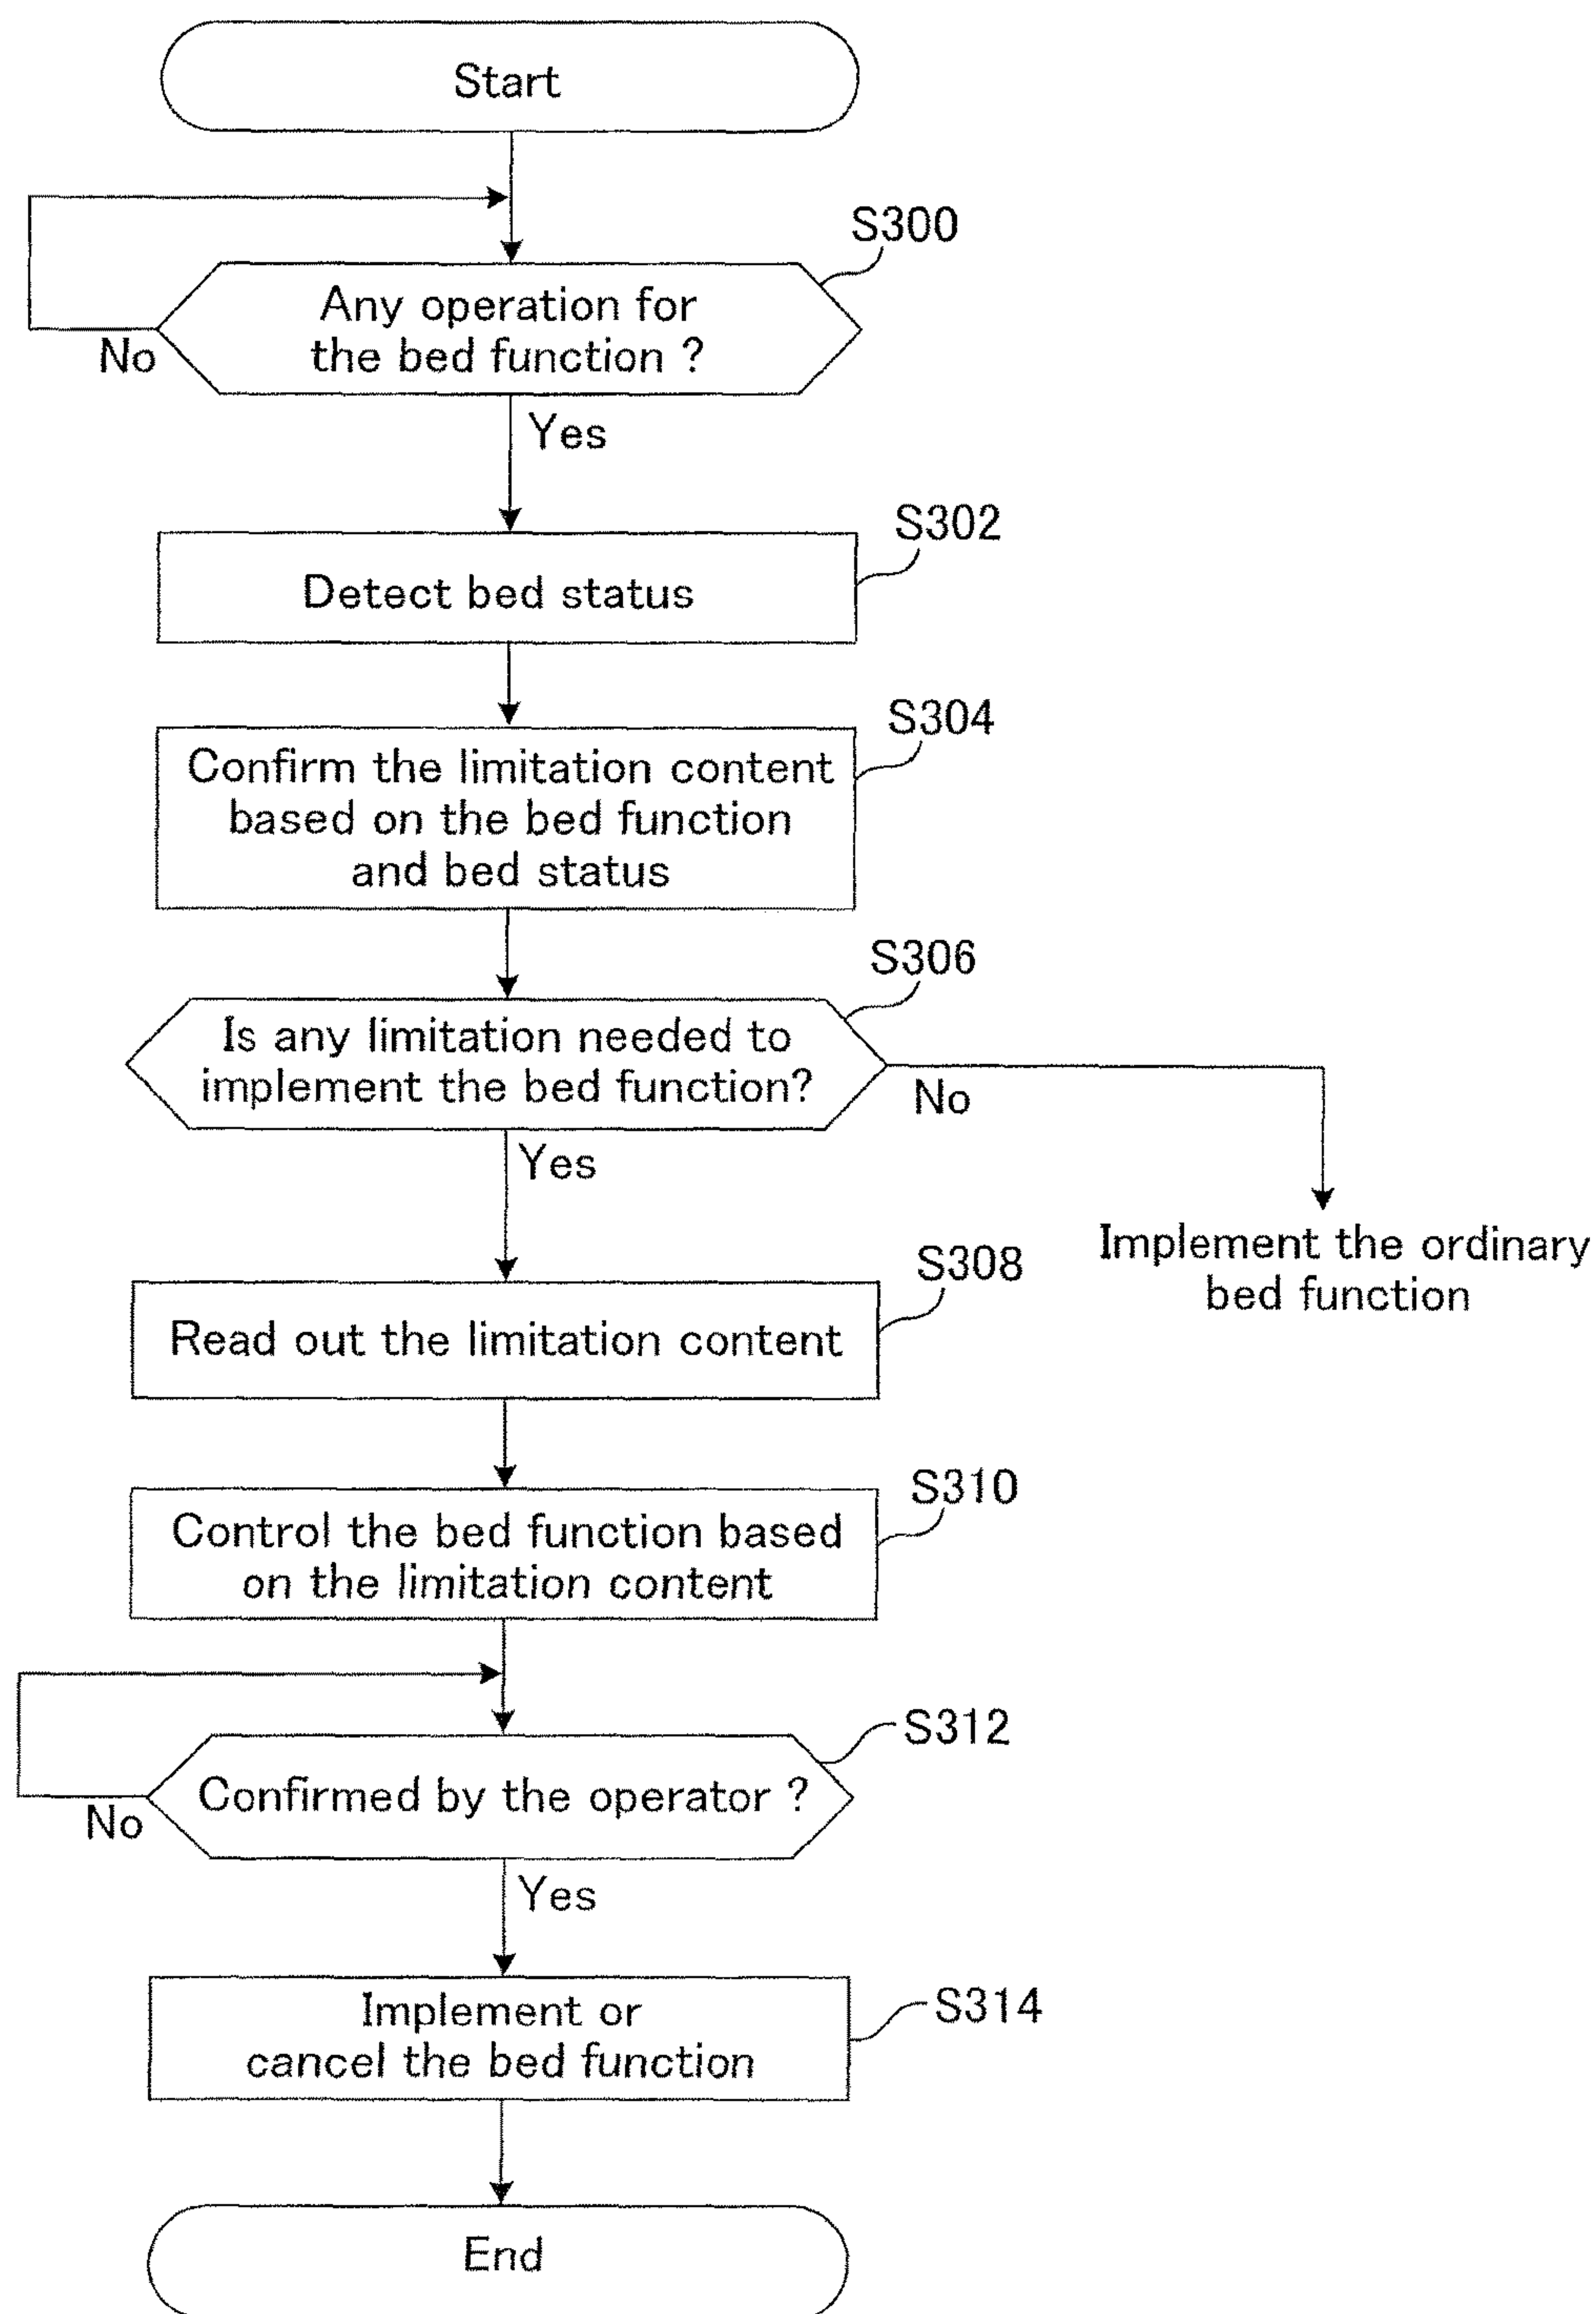 Start
S300
Any operation for
the bed function ?
No
Yes
S302
Detect bed status
S304
Confirm the limitation content
based on the bed function
and bed status
S306
Is any limitation needed to
implement the bed function?
No
Yes
Implement the ordinary
bed function
S308
Read out the limitation content
S310
Control the bed function based
on the limitation content
S312
Confirmed by the operator ?
No
Yes
S314
Implement or
cancel the bed function
End